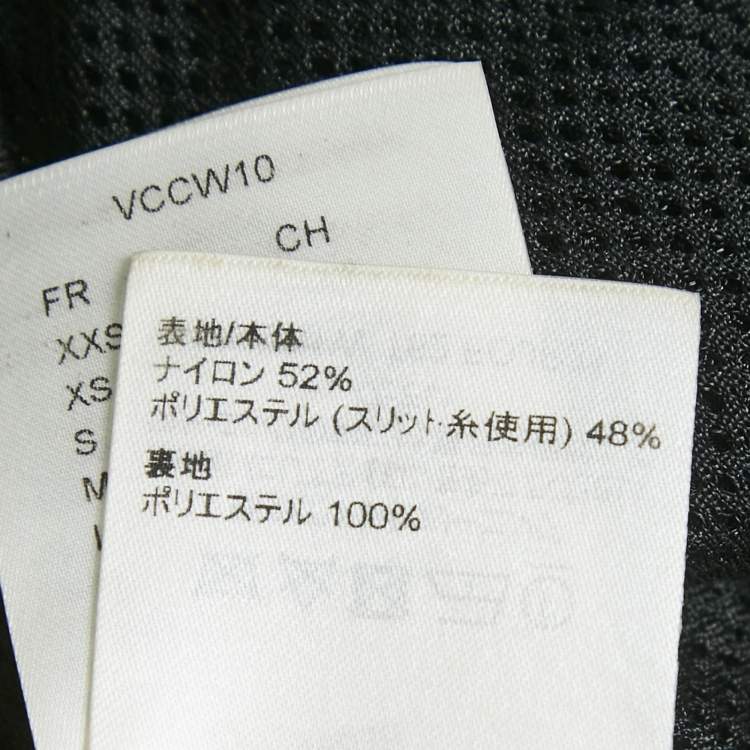 VCCW10
CH
FR
XXS
XS
S
M
表地/本体
ナイロン 52%
ポリエステル (スリット糸使用) 48%
裏地
ポリエステル 100%